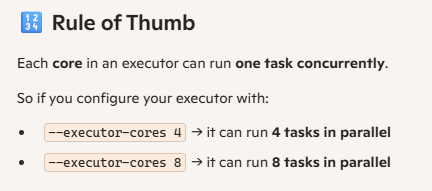 🔢 Rule of Thumb
Each core in an executor can run one task concurrently.
So if you configure your executor with:
• --executor-cores 4 → it can run 4 tasks in parallel
• --executor-cores 8 → it can run 8 tasks in parallel